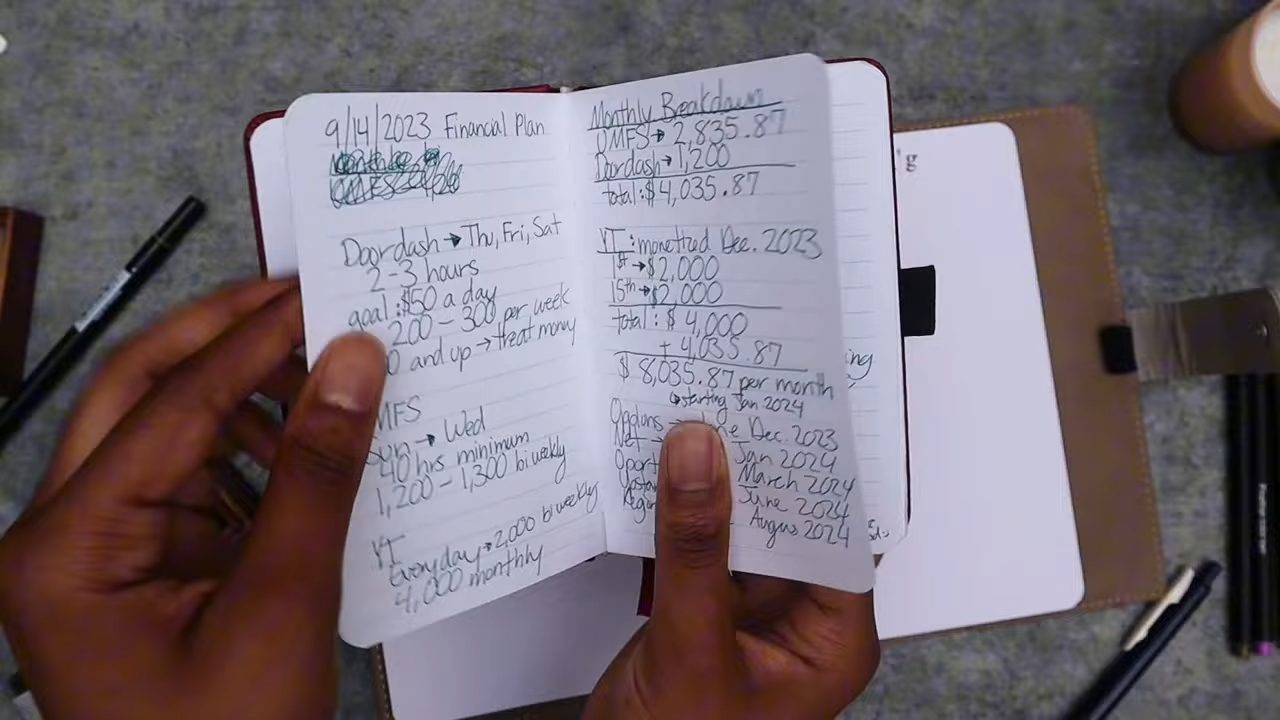 9/14/2023 Financial Plan
Doordash → Thu, Fri, Sat
2-3 hours
goal: $50 a day
200 - 300 per week
0 and up → treat money
MFS
Sun → Wed
40 hrs minimum
1,200 - 1,300 biweekly
YT
Everyday → 2,000 biweekly
4,000 monthly
Monthly Breakdown
UMFS → 2,835.87
Doordash → 1,200
total: $4,035.87
YT: monetized Dec. 2023
1st → $2,000
15th → $2,000
total: $4,000
+ 4,035.87
$8,035.87 per month
↳ starting Jan 2024
Dec. 2023
Jan 2024
March 2024
June 2024
Augus 2024
g
ing